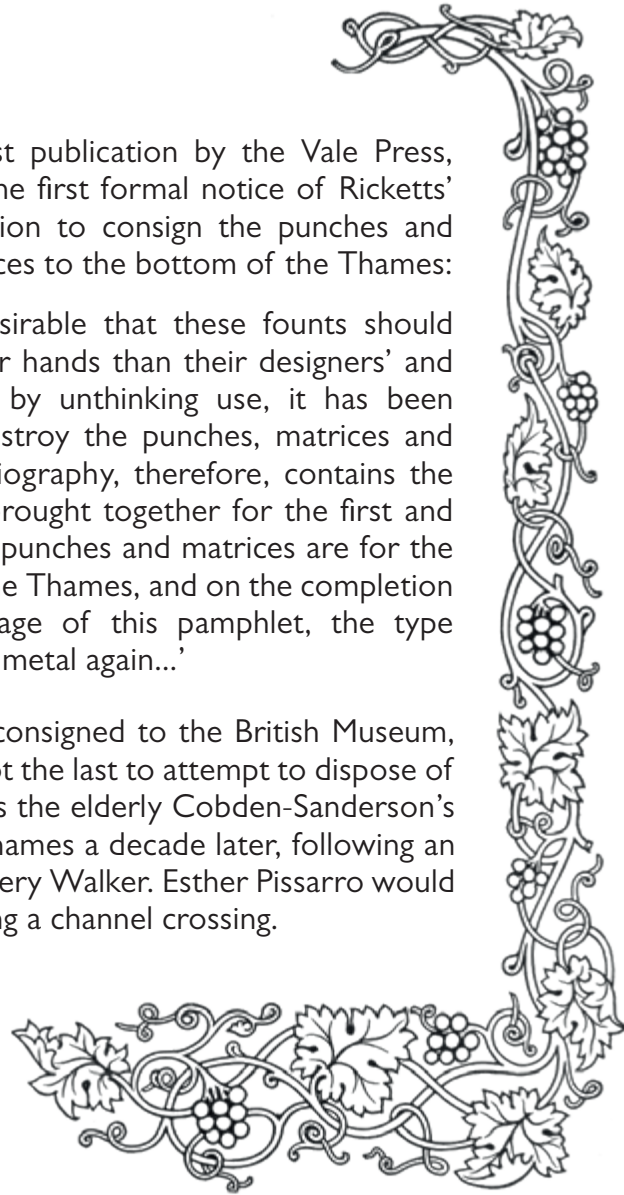 st publication by the Vale Press,
he first formal notice of Ricketts'
ion to consign the punches and
ces to the bottom of the Thames:
sirable that these founts should
r hands than their designers' and
by unthinking use, it has been
stroy the punches, matrices and
iography, therefore, contains the
rought together for the first and
punches and matrices are for the
e Thames, and on the completion
age of this pamphlet, the type
metal again...'
consigned to the British Museum,
ot the last to attempt to dispose of
s the elderly Cobden-Sanderson's
hames a decade later, following an
ery Walker. Esther Pissarro would
ng a channel crossing.